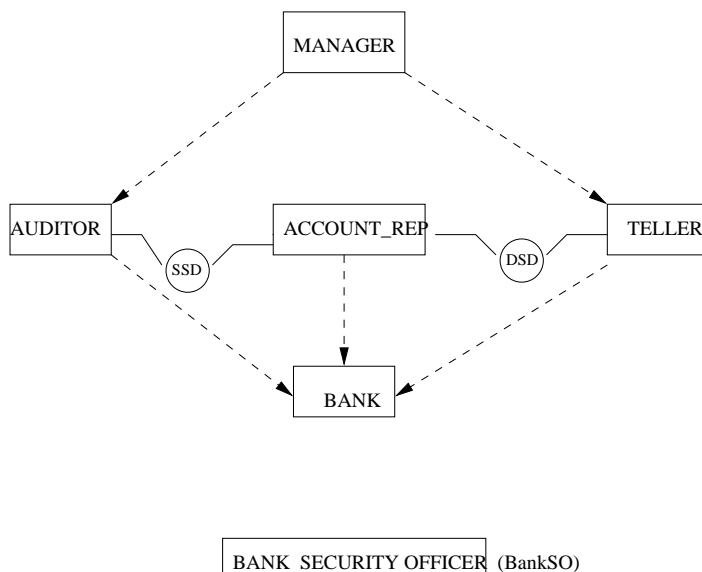 MANAGER
AUDITOR
ACCOUNT_REP
TELLER
SSD
DSD
BANK
BANK SECURITY OFFICER (BankSO)